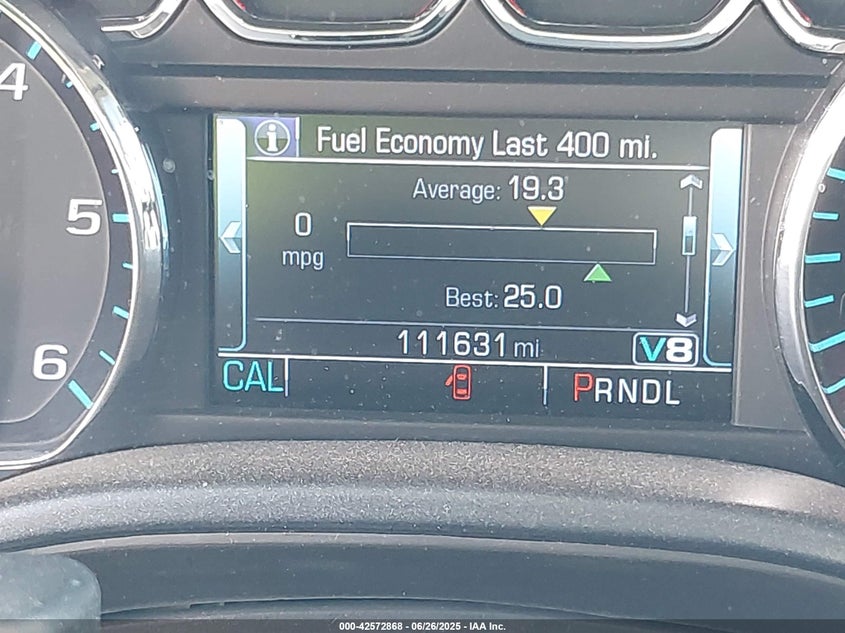 4
5
6
i Fuel Economy Last 400 mi.
Average: 19.3
0
mpg
Best: 25.0
111631 mi
V8
CAL
PRNDL
000-42572868 - 06/26/2025 - IAA Inc.